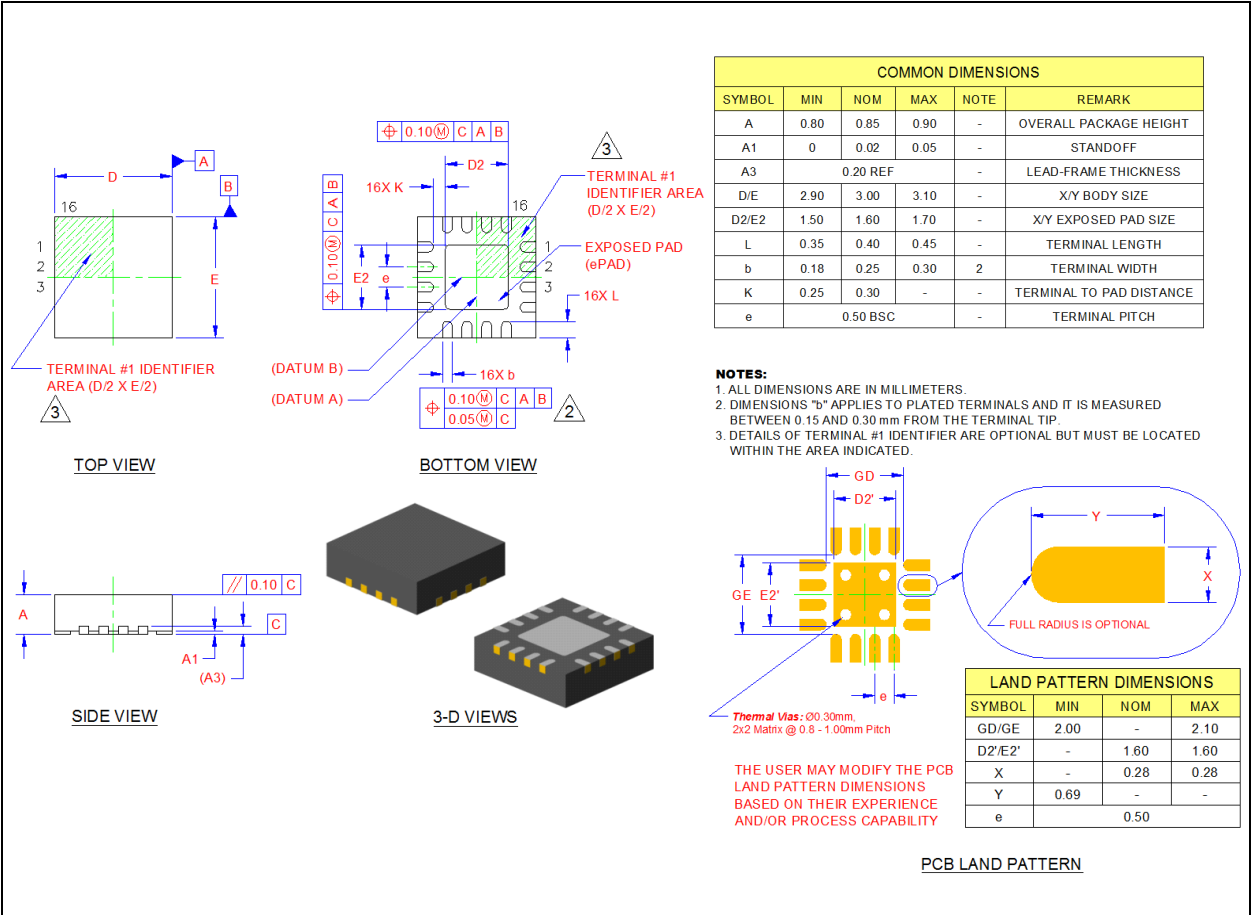 COMMON DIMENSIONS
SYMBOL MIN NOM MAX NOTE REMARK
A 0.80 0.85 0.90 - OVERALL PACKAGE HEIGHT
A1 0 0.02 0.05 - STANDOFF
A3 0.20 REF - LEAD-FRAME THICKNESS
D/E 2.90 3.00 3.10 - X/Y BODY SIZE
D2/E2 1.50 1.60 1.70 - X/Y EXPOSED PAD SIZE
L 0.35 0.40 0.45 - TERMINAL LENGTH
b 0.18 0.25 0.30 2 TERMINAL WIDTH
K 0.25 0.30 - - TERMINAL TO PAD DISTANCE
e 0.50 BSC - TERMINAL PITCH
A
D
B
16
1
2
3
E
TERMINAL #1 IDENTIFIER
AREA (D/2 X E/2)
3
TOP VIEW
0.10 Ⓜ C A B
D2
3
16X K
TERMINAL #1
IDENTIFIER AREA
(D/2 X E/2)
16
0.10 Ⓜ C A B
E2
e
1
2
3
EXPOSED PAD
(ePAD)
16X L
(DATUM B)
(DATUM A)
16X b
0.10 Ⓜ C A B
0.05 Ⓜ C
2
BOTTOM VIEW
NOTES:
1. ALL DIMENSIONS ARE IN MILLIMETERS.
2. DIMENSIONS "b" APPLIES TO PLATED TERMINALS AND IT IS MEASURED
BETWEEN 0.15 AND 0.30 mm FROM THE TERMINAL TIP.
3. DETAILS OF TERMINAL #1 IDENTIFIER ARE OPTIONAL BUT MUST BE LOCATED
WITHIN THE AREA INDICATED.
// 0.10 C
A
C
A1
(A3)
SIDE VIEW
3-D VIEWS
GD
D2'
GE
E2'
e
Y
X
FULL RADIUS IS OPTIONAL
Thermal Vias: Ø0.30mm,
2x2 Matrix @ 0.8 - 1.00mm Pitch
THE USER MAY MODIFY THE PCB
LAND PATTERN DIMENSIONS
BASED ON THEIR EXPERIENCE
AND/OR PROCESS CAPABILITY
LAND PATTERN DIMENSIONS
SYMBOL MIN NOM MAX
GD/GE 2.00 - 2.10
D2'/E2' - 1.60 1.60
X - 0.28 0.28
Y 0.69 - -
e 0.50
PCB LAND PATTERN